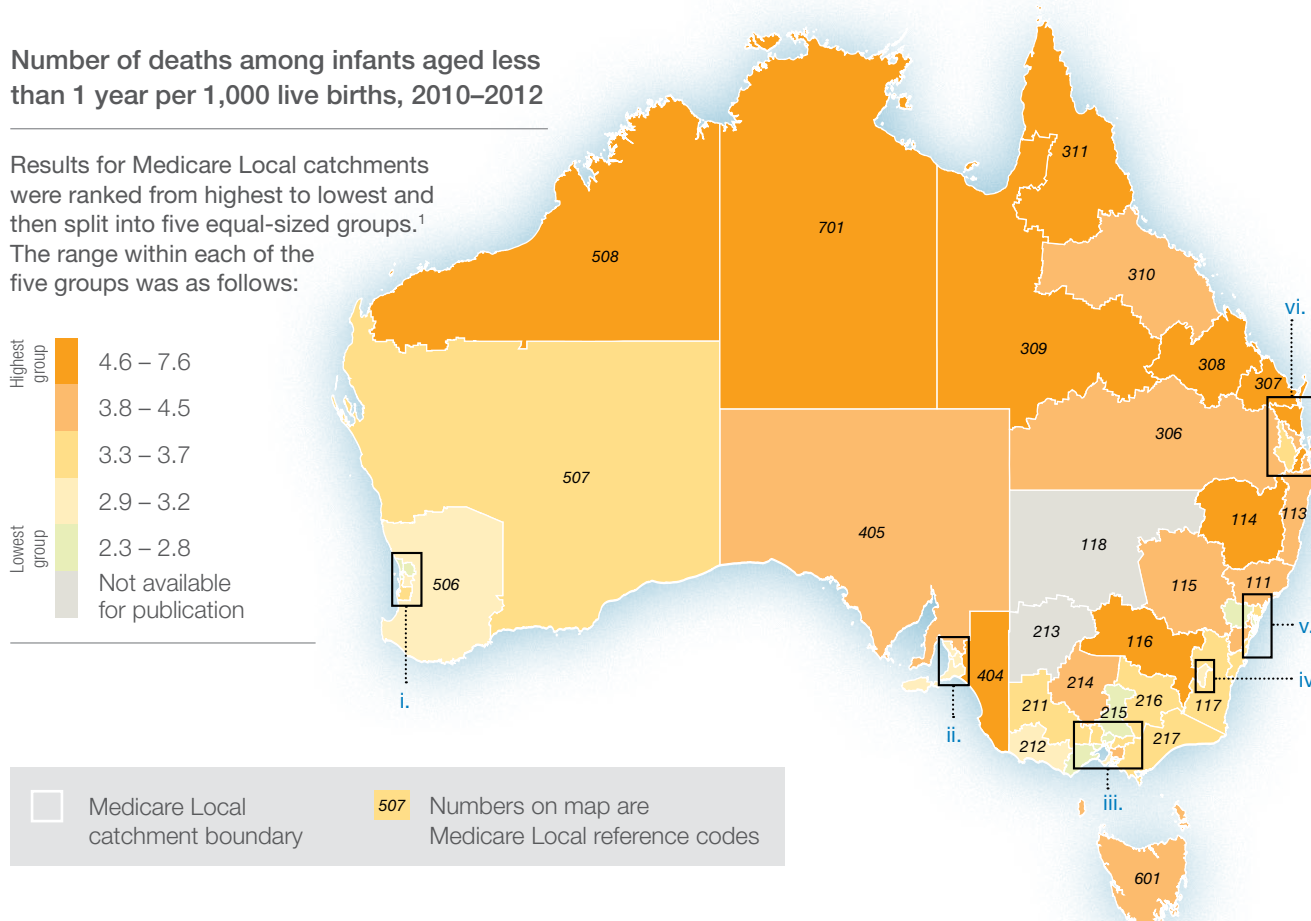 Number of deaths among infants aged less
than 1 year per 1,000 live births, 2010–2012
Results for Medicare Local catchments
were ranked from highest to lowest and
then split into five equal-sized groups.1
The range within each of the
five groups was as follows:
Highest
group
4.6 – 7.6
3.8 – 4.5
3.3 – 3.7
2.9 – 3.2
Lowest
group
2.3 – 2.8
Not available
for publication
Medicare Local
catchment boundary
507
Numbers on map are
Medicare Local reference codes
311
701
508
310
vi.
309
308
307
306
507
114
113
405
118
115
111
506
213
116
v.
404
214
iv
i.
211
216
117
215
ii.
212
217
iii.
601